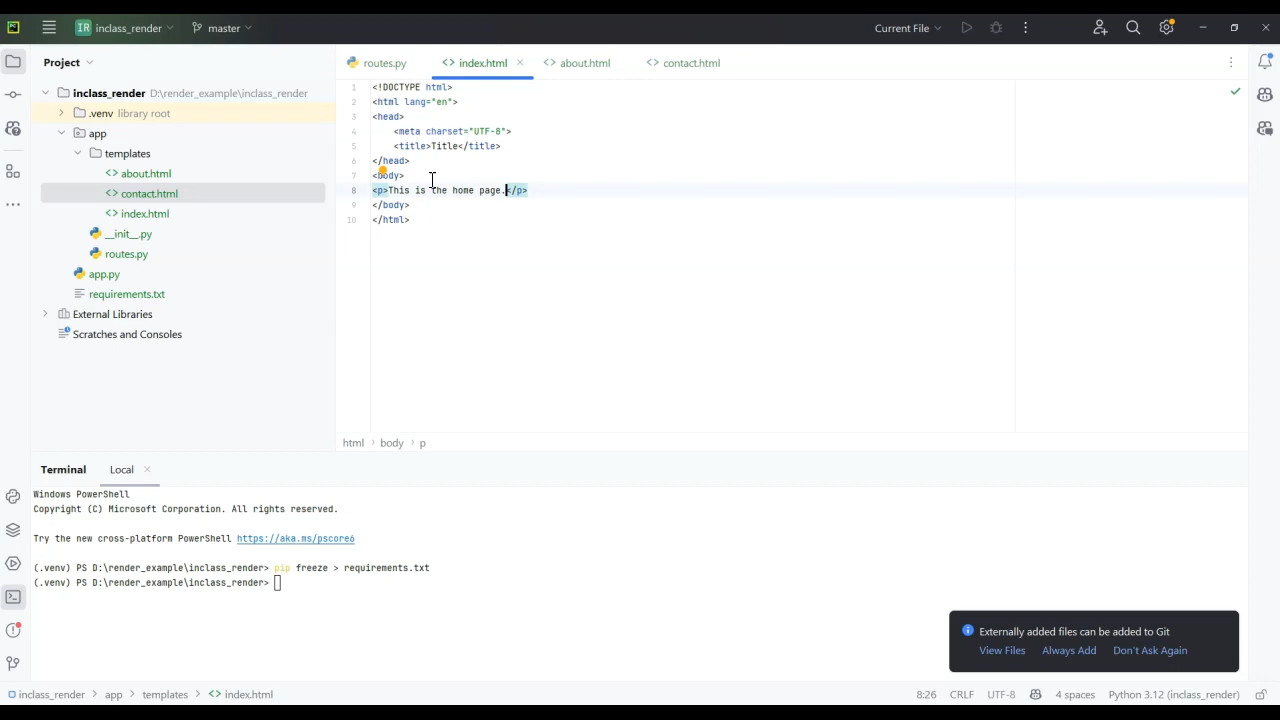 IR inclass_render master Current File
Project
routes.py index.html about.html contact.html
inclass_render D:\render_example\inclass_render
.venv library root
app
templates
about.html
contact.html
index.html
__init__.py
routes.py
app.py
requirements.txt
External Libraries
Scratches and Consoles
1 <!DOCTYPE html>
2 <html lang="en">
3 <head>
4 <meta charset="UTF-8">
5 <title>Title</title>
6 </head>
7 <body>
8 <p>This is the home page.</p>
9 </body>
10 </html>
html body p
Terminal Local
Windows PowerShell
Copyright (C) Microsoft Corporation. All rights reserved.
Try the new cross-platform PowerShell https://aka.ms/pscore6
(.venv) PS D:\render_example\inclass_render> pip freeze > requirements.txt
(.venv) PS D:\render_example\inclass_render>
Externally added files can be added to Git
View Files Always Add Don't Ask Again
inclass_render app templates index.html 8:26 CRLF UTF-8 4 spaces Python 3.12 (inclass_render)